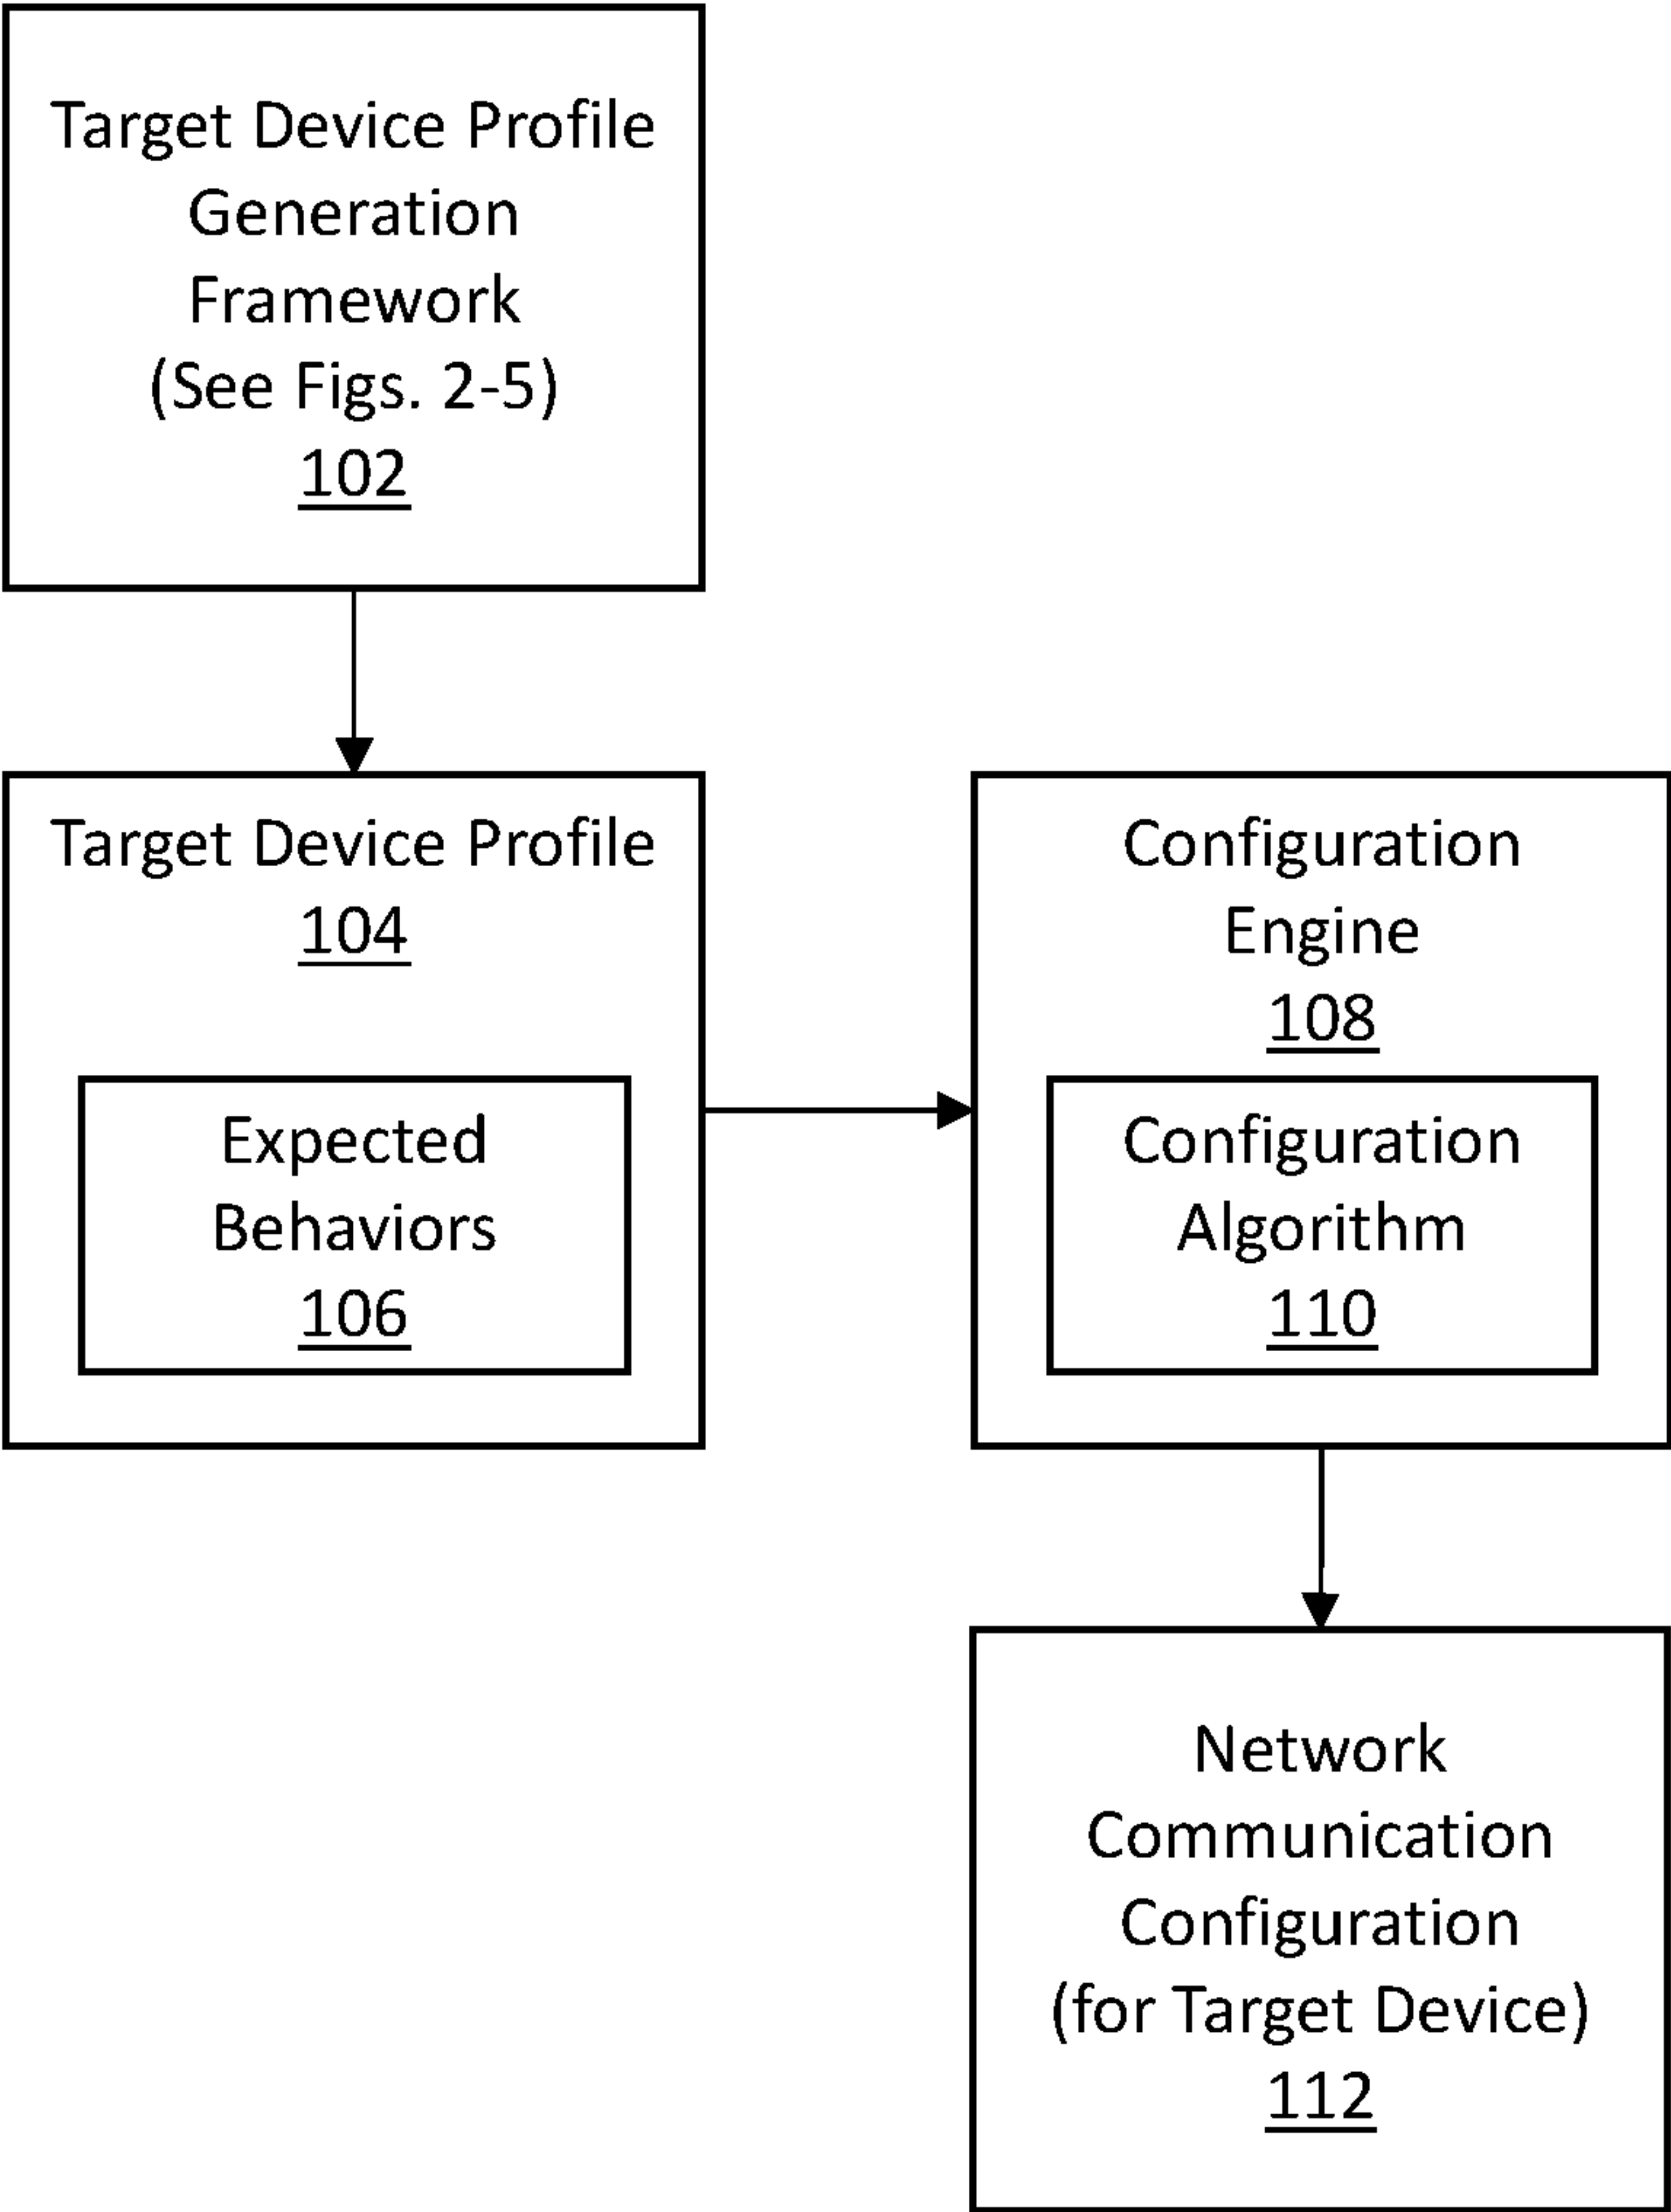 Target Device Profile
Generation
Framework
(See Figs. 2-5)
102
Target Device Profile
104
Expected
Behaviors
106
Configuration
Engine
108
Configuration
Algorithm
110
Network
Communication
Configuration
(for Target Device)
112